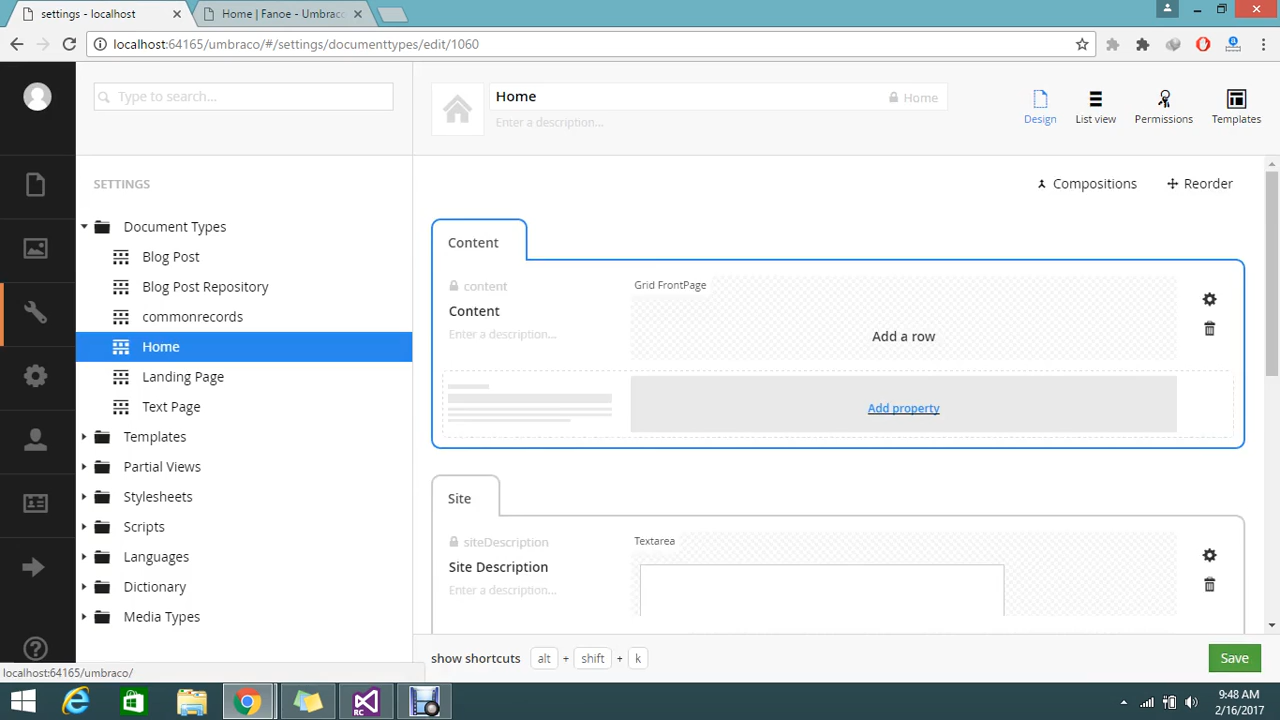 settings - localhost
Home | Fanoe - Umbrac
localhost:64165/umbraco/#/settings/documenttypes/edit/1060
Type to search...
Home
Home
Enter a description...
Design
List view
Permissions
Templates
SETTINGS
Compositions
Reorder
Document Types
Blog Post
Blog Post Repository
commonrecords
Home
Landing Page
Text Page
Templates
Partial Views
Stylesheets
Scripts
Languages
Dictionary
Media Types
Content
content
Content
Enter a description...
Grid FrontPage
Add a row
Add property
Site
siteDescription
Site Description
Enter a description...
Textarea
show shortcuts alt + shift + k
Save
localhost:64165/umbraco/
9:48 AM
2/16/2017